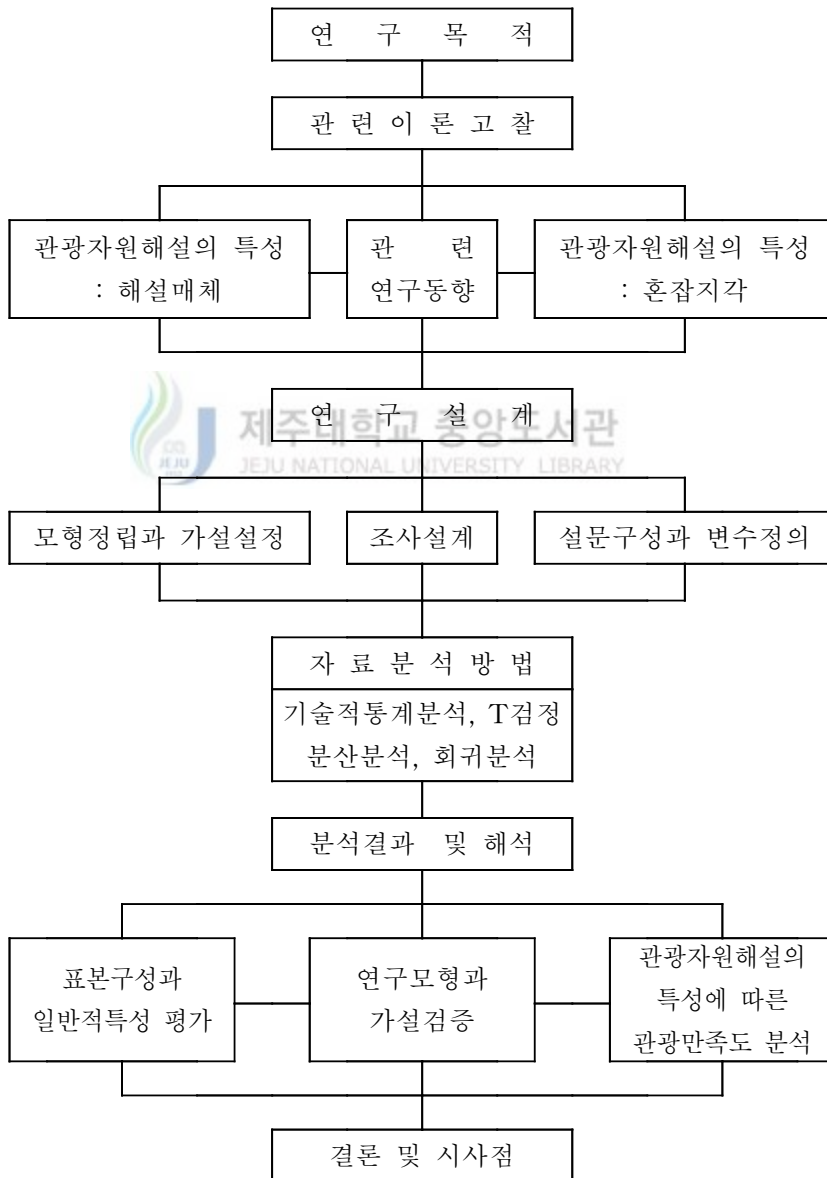 연 구 목 적
관 련 이 론 고 찰
관광자원해설의 특성
: 해설매체
관 련
연구동향
관광자원해설의 특성
: 혼잡지각
연 구 설 계
제주대학교 중앙도서관
JEJU NATIONAL UNIVERSITY LIBRARY
JEJU
1952
모형정립과 가설설정
조사설계
설문구성과 변수정의
자 료 분 석 방 법
기술적통계분석, T검정
분산분석, 회귀분석
분석결과 및 해석
표본구성과
일반적특성 평가
연구모형과
가설검증
관광자원해설의
특성에 따른
관광만족도 분석
결론 및 시사점